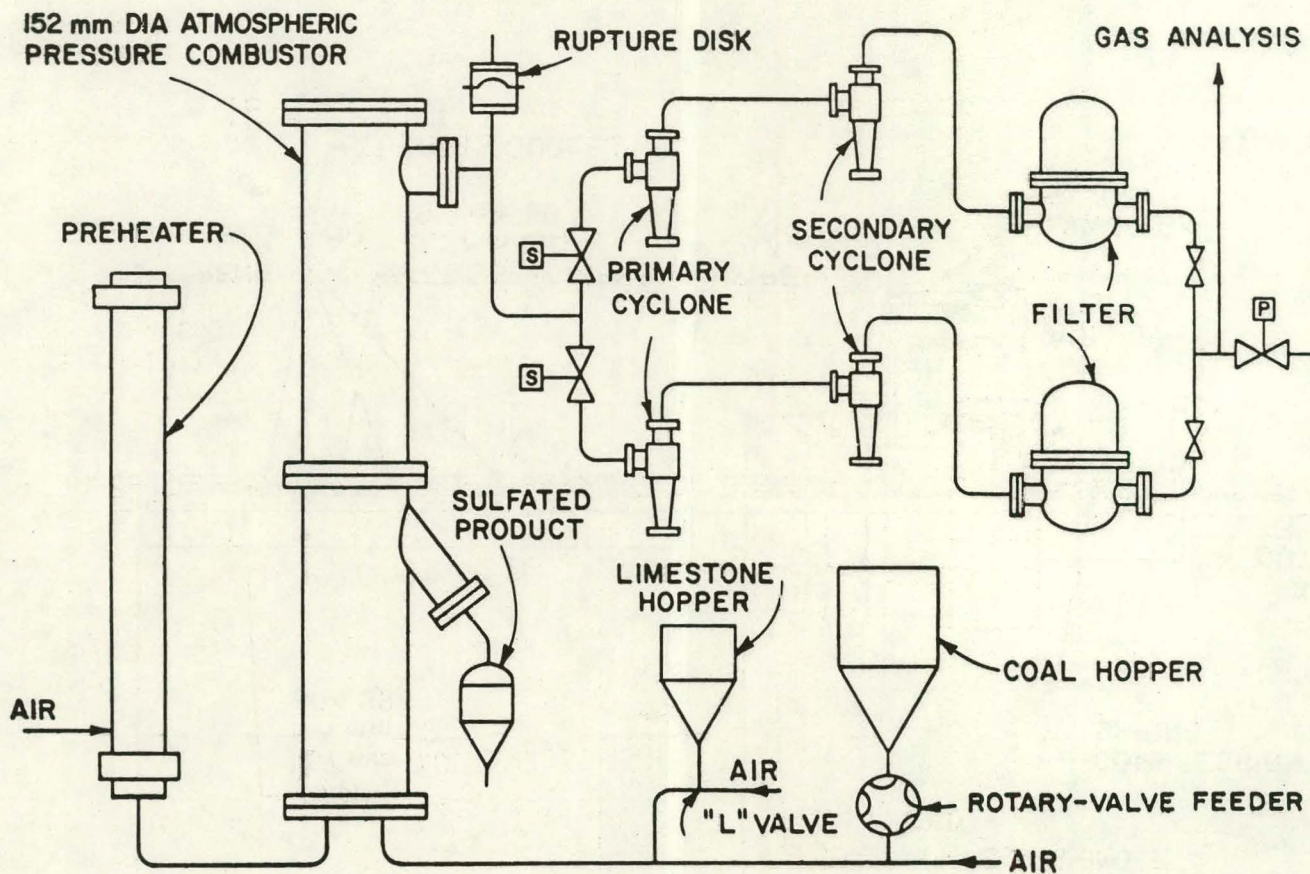 152 mm DIA ATMOSPHERIC
PRESSURE COMBUSTOR
RUPTURE DISK
GAS ANALYSIS
PREHEATER
S
PRIMARY
CYCLONE
SECONDARY
CYCLONE
FILTER
P
S
SULFATED
PRODUCT
LIMESTONE
HOPPER
COAL HOPPER
AIR
AIR
"L" VALVE
ROTARY-VALVE FEEDER
AIR